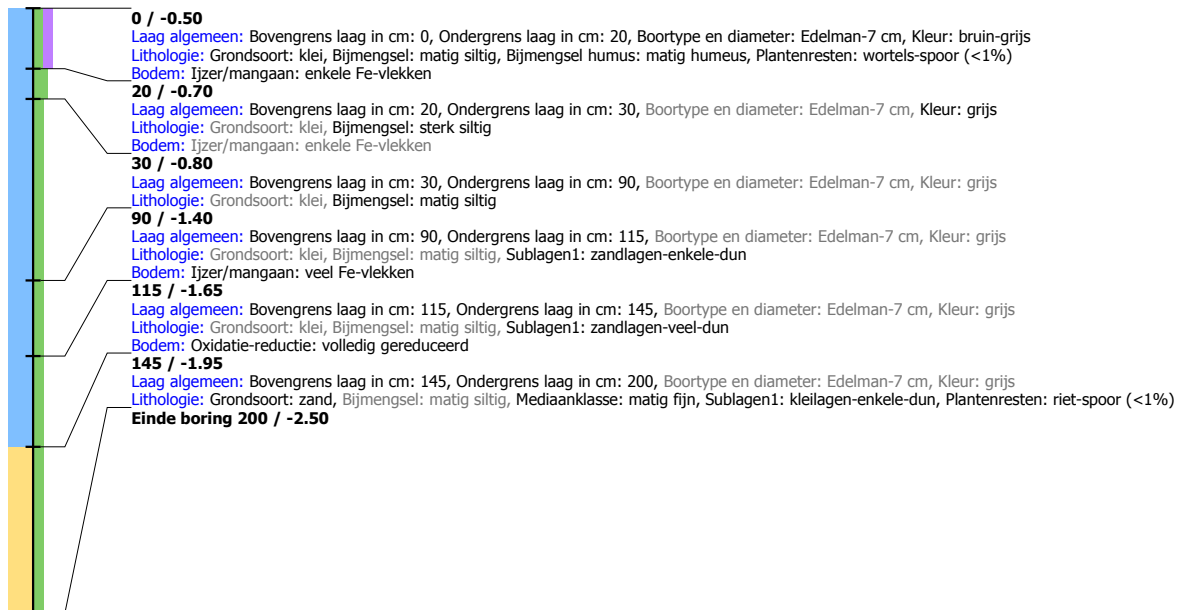 0 / -0.50
Laag algemeen: Bovengrens laag in cm: 0, Ondergrens laag in cm: 20, Boortype en diameter: Edelman-7 cm, Kleur: bruin-grijs
Lithologie: Grondsoort: klei, Bijmengsel: matig siltig, Bijmengsel humus: matig humeus, Plantenresten: wortels-spoor (<1%)
Bodem: Ijzer/mangaan: enkele Fe-vlekken
20 / -0.70
Laag algemeen: Bovengrens laag in cm: 20, Ondergrens laag in cm: 30, Boortype en diameter: Edelman-7 cm, Kleur: grijs
Lithologie: Grondsoort: klei, Bijmengsel: sterk siltig
Bodem: Ijzer/mangaan: enkele Fe-vlekken
30 / -0.80
Laag algemeen: Bovengrens laag in cm: 30, Ondergrens laag in cm: 90, Boortype en diameter: Edelman-7 cm, Kleur: grijs
Lithologie: Grondsoort: klei, Bijmengsel: matig siltig
90 / -1.40
Laag algemeen: Bovengrens laag in cm: 90, Ondergrens laag in cm: 115, Boortype en diameter: Edelman-7 cm, Kleur: grijs
Lithologie: Grondsoort: klei, Bijmengsel: matig siltig, Sublagen1: zandlagen-enkele-dun
Bodem: Ijzer/mangaan: veel Fe-vlekken
115 / -1.65
Laag algemeen: Bovengrens laag in cm: 115, Ondergrens laag in cm: 145, Boortype en diameter: Edelman-7 cm, Kleur: grijs
Lithologie: Grondsoort: klei, Bijmengsel: matig siltig, Sublagen1: zandlagen-veel-dun
Bodem: Oxidatie-reductie: volledig gereduceerd
145 / -1.95
Laag algemeen: Bovengrens laag in cm: 145, Ondergrens laag in cm: 200, Boortype en diameter: Edelman-7 cm, Kleur: grijs
Lithologie: Grondsoort: zand, Bijmengsel: matig siltig, Mediaanklasse: matig fijn, Sublagen1: kleilagen-enkele-dun, Plantenresten: riet-spoor (<1%)
Einde boring 200 / -2.50